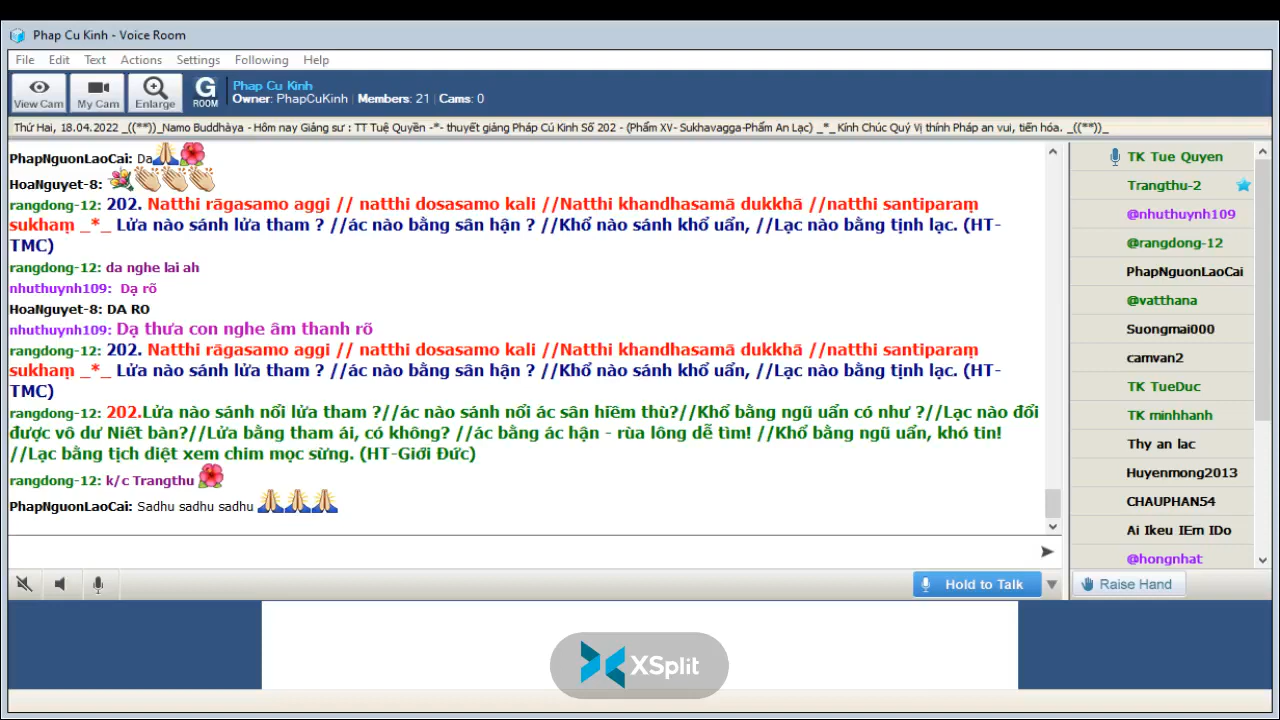 Phap Cu Kinh - Voice Room
File Edit Text Actions Settings Following Help
View Cam My Cam Enlarge G ROOM
Phap Cu Kinh
Owner: PhapCuKinh | Members: 21 | Cams: 0
Thứ Hai, 18.04.2022 _((**))_Namo Buddhàya - Hôm nay Giảng sư : TT Tuệ Quyền -*- thuyết giảng Pháp Cú Kinh Số 202 - (Phẩm XV- Sukhavagga-Phẩm An Lạc) _*_ Kính Chúc Quý Vị thính Pháp an vui, tiến hóa. _((**))_
PhapNguonLaoCai: Da
HoaNguyet-8:
rangdong-12: 202. Natthi rāgasamo aggi // natthi dosasamo kali //Natthi khandhasamā dukkhā //natthi santiparaṃ
sukhaṃ _*_ Lửa nào sánh lửa tham ? //ác nào bằng sân hận ? //Khổ nào sánh khổ uẩn, //Lạc nào bằng tịnh lạc. (HT-
TMC)
rangdong-12: da nghe lai ah
nhuthuynh109: Dạ rõ
HoaNguyet-8: DA RO
nhuthuynh109: Dạ thưa con nghe âm thanh rõ
rangdong-12: 202. Natthi rāgasamo aggi // natthi dosasamo kali //Natthi khandhasamā dukkhā //natthi santiparaṃ
sukhaṃ _*_ Lửa nào sánh lửa tham ? //ác nào bằng sân hận ? //Khổ nào sánh khổ uẩn, //Lạc nào bằng tịnh lạc. (HT-
TMC)
rangdong-12: 202.Lửa nào sánh nổi lửa tham ?//ác nào sánh nổi ác sân hiềm thù?//Khổ bằng ngũ uẩn có như ?//Lạc nào đổi
được vô dư Niết bàn?//Lửa bằng tham ái, có không? //ác bằng ác hận - rùa lông dễ tìm! //Khổ bằng ngũ uẩn, khó tin!
//Lạc bằng tịch diệt xem chim mọc sừng. (HT-Giới Đức)
rangdong-12: k/c Trangthu
PhapNguonLaoCai: Sadhu sadhu sadhu
TK Tue Quyen
Trangthu-2
@nhuthuynh109
@rangdong-12
PhapNguonLaoCai
@vatthana
Suongmai000
camvan2
TK TueDuc
TK minhhanh
Thy an lac
Huyenmong2013
CHAUPHAN54
Ai Ikeu IEm IDo
@hongnhat
Hold to Talk
Raise Hand
XSplit